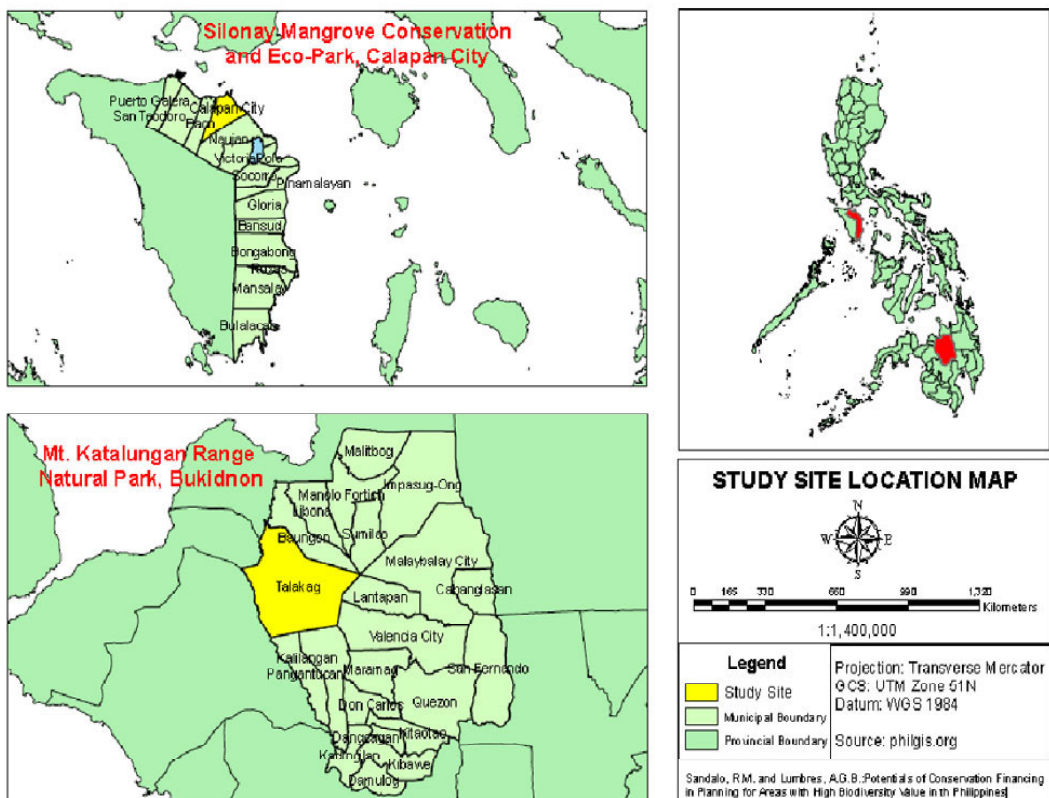 Silonay Mangrove Conservation
and Eco-Park, Calapan City
Puerto Galera
San Teodoro
Calapan City
Baco
Naujan
Victoria
Pola
Socorro
Pinamalayan
Gloria
Bansud
Bongabong
Roxas
Mansalay
Bulalacao
Mt. Katalungan Range
Natural Park, Bukidnon
Malitbog
Impasug-Ong
Manolo Fortich
Libona
Sumilao
Baungon
Malaybalay City
Talakag
Cabanglasan
Lantapan
Valencia City
Kalilangan
Pangantucan
Maramag
San Fernando
Don Carlos
Quezon
Dangcagan
Kitaotao
Kadingilan
Kibawe
Damulog
STUDY SITE LOCATION MAP
N
W E
S
0 165 330 660 990 1,320
Kilometers
1:1,400,000
Legend
Study Site
Municipal Boundary
Provincial Boundary
Projection: Transverse Mercator
GCS: UTM Zone 51N
Datum: WGS 1984
Source: philgis.org
Sandalo, R.M. and Lumbres, A.G.B.:Potentials of Conservation Financing
in Planning for Areas with High Biodiversity Value in th Philippines|